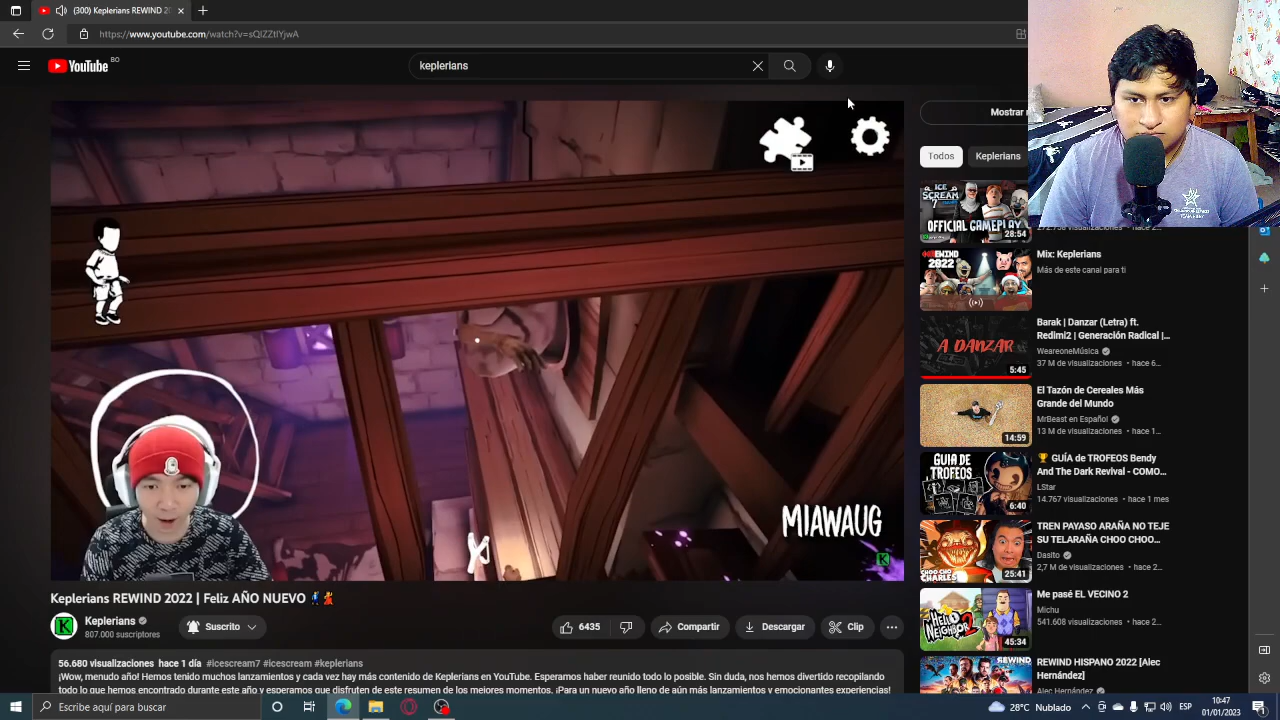 (300) Keplerians REWIND 20
https://www.youtube.com/watch?v=sQIZZtIYjwA
YouTube BO
keplerians
Mostrar
Todos
Keplerians
MIAWAUG
Keplerians REWIND 2022 | Feliz AÑO NUEVO
Keplerians
807.000 suscriptores
Suscrito
6435
Compartir
Descargar
Clip
56.680 visualizaciones hace 1 día #icescream7 #icescream #keplerians
¡Wow, menudo año! Hemos tenido muchos lanzamientos y cada vez hay más contenido de Keplerians en YouTube. Esperamos haber reunido todo lo posible. Sin duda, nos hemos divertido recopilando
todo lo que hemos encontrado durante este año y esperamos que disfruten de este resumen de los mejores momentos. ¡Para un nuevo año lleno de aún más lanzamientos y emocionantes experiencias!
ICE
SCREAM
7
OFFICIAL GAMEPLAY
28:54
REWIND
2022
Mix: Keplerians
Más de este canal para ti
A DANZAR
5:45
Barak | Danzar (Letra) ft.
Redimi2 | Generación Radical |...
WeareoneMúsica
37 M de visualizaciones • hace 6...
14:59
El Tazón de Cereales Más
Grande del Mundo
MrBeast en Español
13 M de visualizaciones • hace 1...
GUIA DE
TROFEOS
6:40
GUÍA de TROFEOS Bendy
And The Dark Revival - COMO...
LStar
14.767 visualizaciones • hace 1 mes
25:41
TREN PAYASO ARAÑA NO TEJE
SU TELARAÑA CHOO CHOO...
Dasito
2,7 M de visualizaciones • hace 2...
HELLO
NEIGHBOR 2
45:34
Me pasé EL VECINO 2
Michu
541.608 visualizaciones • hace 2...
REWIND
REWIND HISPANO 2022 [Alec
Hernández]
Alec Hernández
Escribe aquí para buscar
28°C Nublado
ESP
10:47
01/01/2023